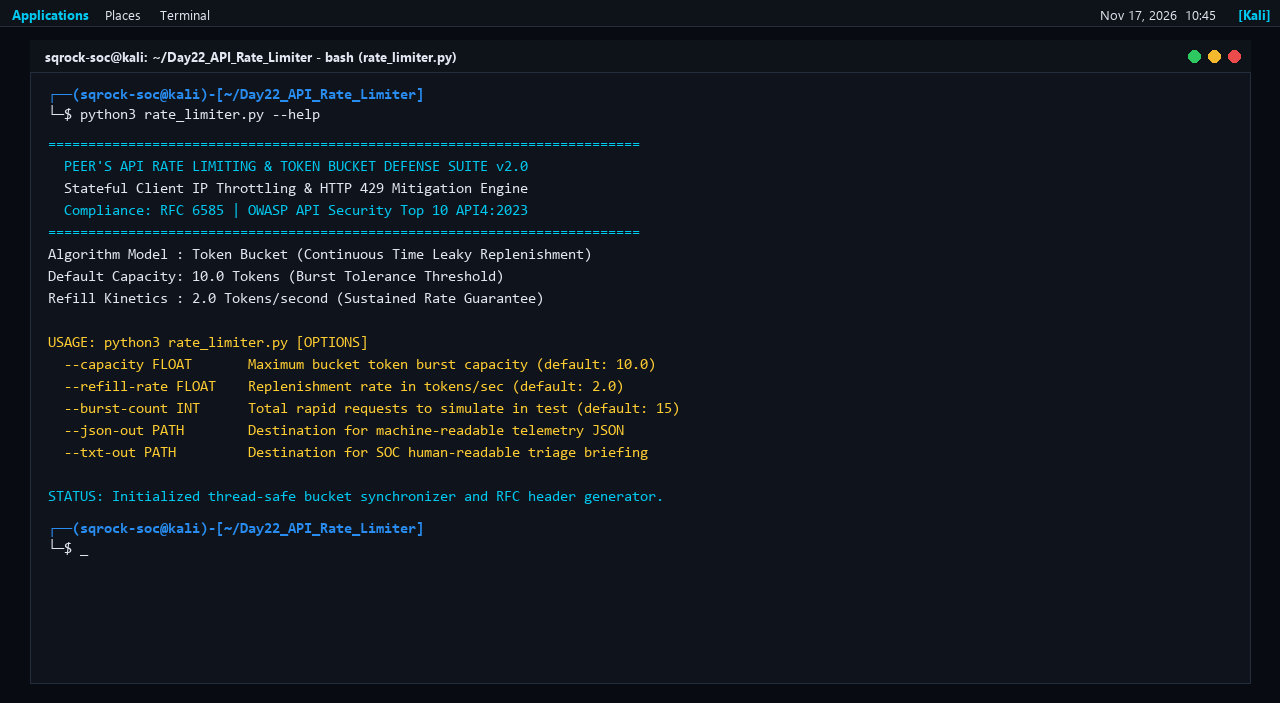 Applications Places Terminal Nov 17, 2026 10:45 [Kali]
sqrock-soc@kali: ~/Day22_API_Rate_Limiter - bash (rate_limiter.py)
┌──(sqrock-soc@kali)-[~/Day22_API_Rate_Limiter]
└─$ python3 rate_limiter.py --help
==========================================================================
PEER'S API RATE LIMITING & TOKEN BUCKET DEFENSE SUITE v2.0
Stateful Client IP Throttling & HTTP 429 Mitigation Engine
Compliance: RFC 6585 | OWASP API Security Top 10 API4:2023
==========================================================================
Algorithm Model : Token Bucket (Continuous Time Leaky Replenishment)
Default Capacity: 10.0 Tokens (Burst Tolerance Threshold)
Refill Kinetics : 2.0 Tokens/second (Sustained Rate Guarantee)
USAGE: python3 rate_limiter.py [OPTIONS]
--capacity FLOAT Maximum bucket token burst capacity (default: 10.0)
--refill-rate FLOAT Replenishment rate in tokens/sec (default: 2.0)
--burst-count INT Total rapid requests to simulate in test (default: 15)
--json-out PATH Destination for machine-readable telemetry JSON
--txt-out PATH Destination for SOC human-readable triage briefing
STATUS: Initialized thread-safe bucket synchronizer and RFC header generator.
┌──(sqrock-soc@kali)-[~/Day22_API_Rate_Limiter]
└─$ _